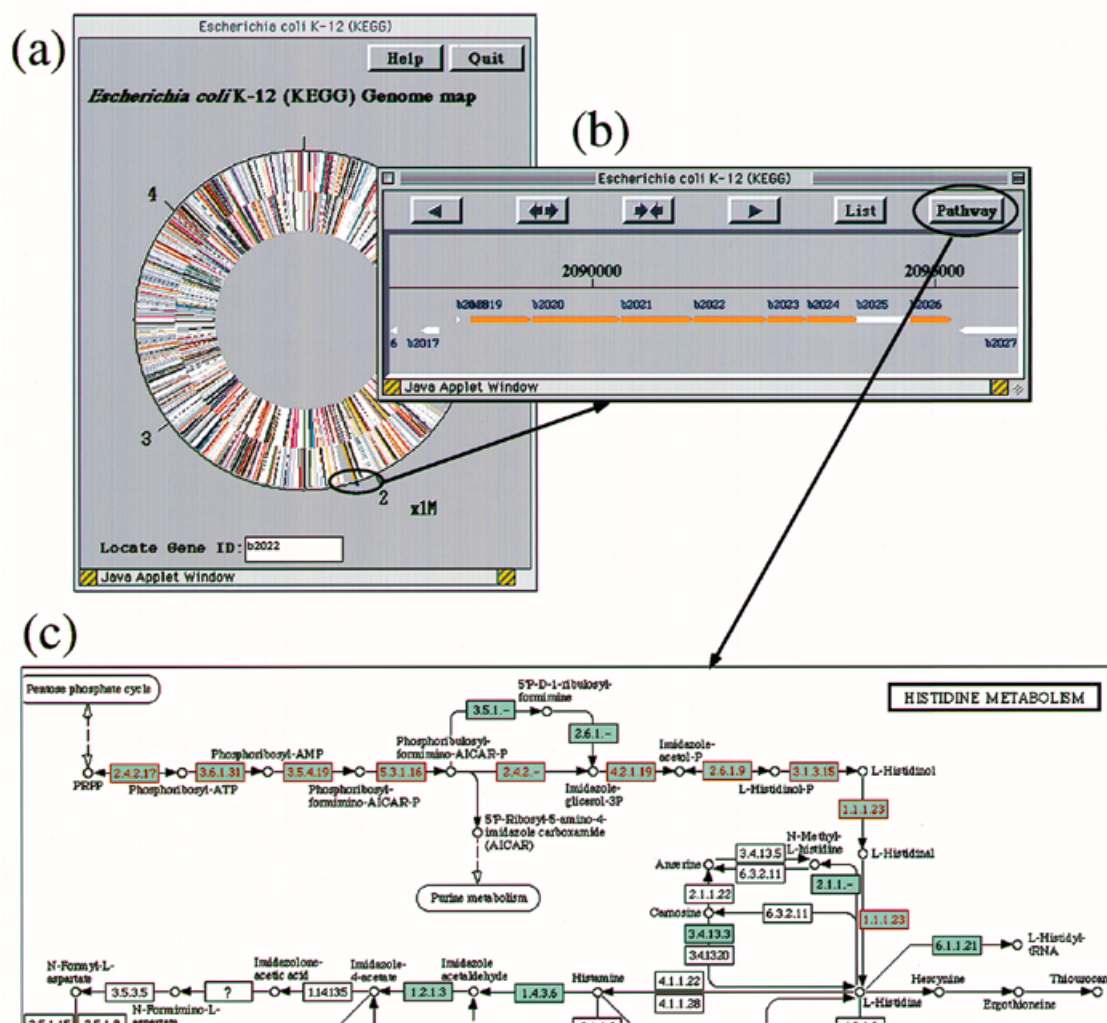 (a)
Escherichia coli K-12 (KEGG)
Help
Quit
Escherichia coli K-12 (KEGG) Genome map
4
3
2
x1M
Locate Gene ID:
b2022
Java Applet Window
(b)
Escherichia coli K-12 (KEGG)
List
Pathway
2090000
2095000
b2020
b2021
b2022
b2023
b2024
b2025
b2026
6
b2017
b2027
Java Applet Window
(c)
Pentose phosphate cycle
HISTIDINE METABOLISM
5'P-D-1-ribulosyl-
formimine
3.5.1.-
2.6.1.-
Phosphoribosyl-AMP
Phosphoribulosyl-
formimino-AICAR-P
Imidazole-
acetol-P
PRPP
2.4.2.17
3.6.1.31
3.5.4.19
5.3.1.16
2.4.2.-
4.2.1.19
2.6.1.9
3.1.3.15
L-Histidinol
Phosphoribosyl-ATP
Phosphoribosyl-
formimino-AICAR-P
Imidazole-
glicerol-3P
L-Histidinol-P
1.1.1.23
5'P-Ribosyl-5-amino-4-
imidazole carboxamide
(AICAR)
Purine metabolism
N-Methyl-
L-histidine
L-Histidinal
Anserine
3.4.13.5
6.3.2.11
2.1.1.-
2.1.1.22
Carnosine
6.3.2.11
1.1.1.23
3.4.13.3
3.4.13.20
6.1.1.21
L-Histidyl-
tRNA
N-Formyl-L-
aspartate
Imidazolone-
acetic acid
Imidazole-
4-acetate
Imidazole
acetaldehyde
Histamine
4.1.1.22
4.1.1.28
Hercynine
3.5.3.5
?
1.14.13.5
1.2.1.3
1.4.3.6
L-Histidine
Ergothioneine
N-Formimino-L-
aspartate